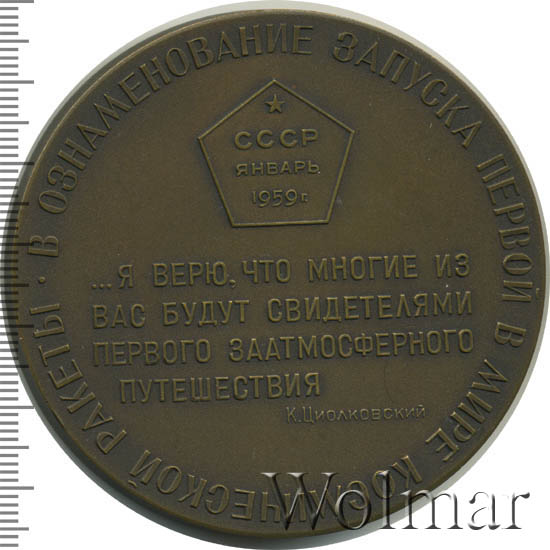 В ОЗНАМЕНОВАНИЕ ЗАПУСКА ПЕРВОЙ В МИРЕ КОСМИЧЕСКОЙ РАКЕТЫ ·
СССР
ЯНВАРЬ
1959 г.
...Я ВЕРЮ, ЧТО МНОГИЕ ИЗ
ВАС БУДУТ СВИДЕТЕЛЯМИ
ПЕРВОГО ЗААТМОСФЕРНОГО
ПУТЕШЕСТВИЯ
К. Циолковский
Wolmar